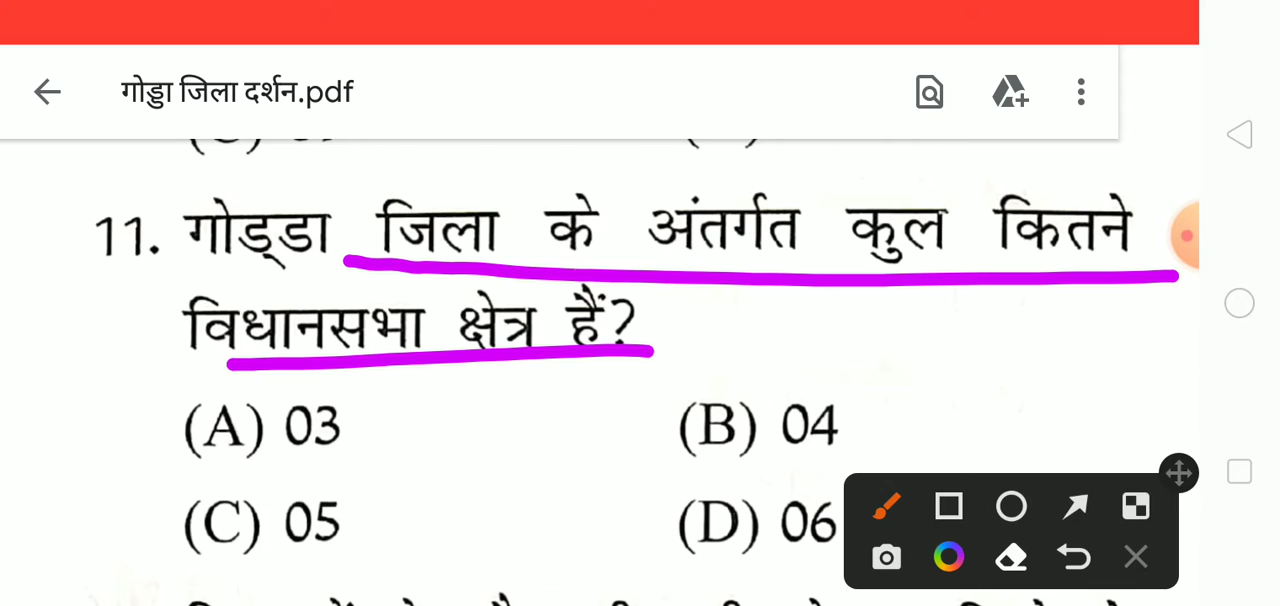 गोड्डा जिला दर्शन.pdf
11. गोड्डा जिला के अंतर्गत कुल कितने
विधानसभा क्षेत्र हैं?
(A) 03 (B) 04
(C) 05 (D) 06